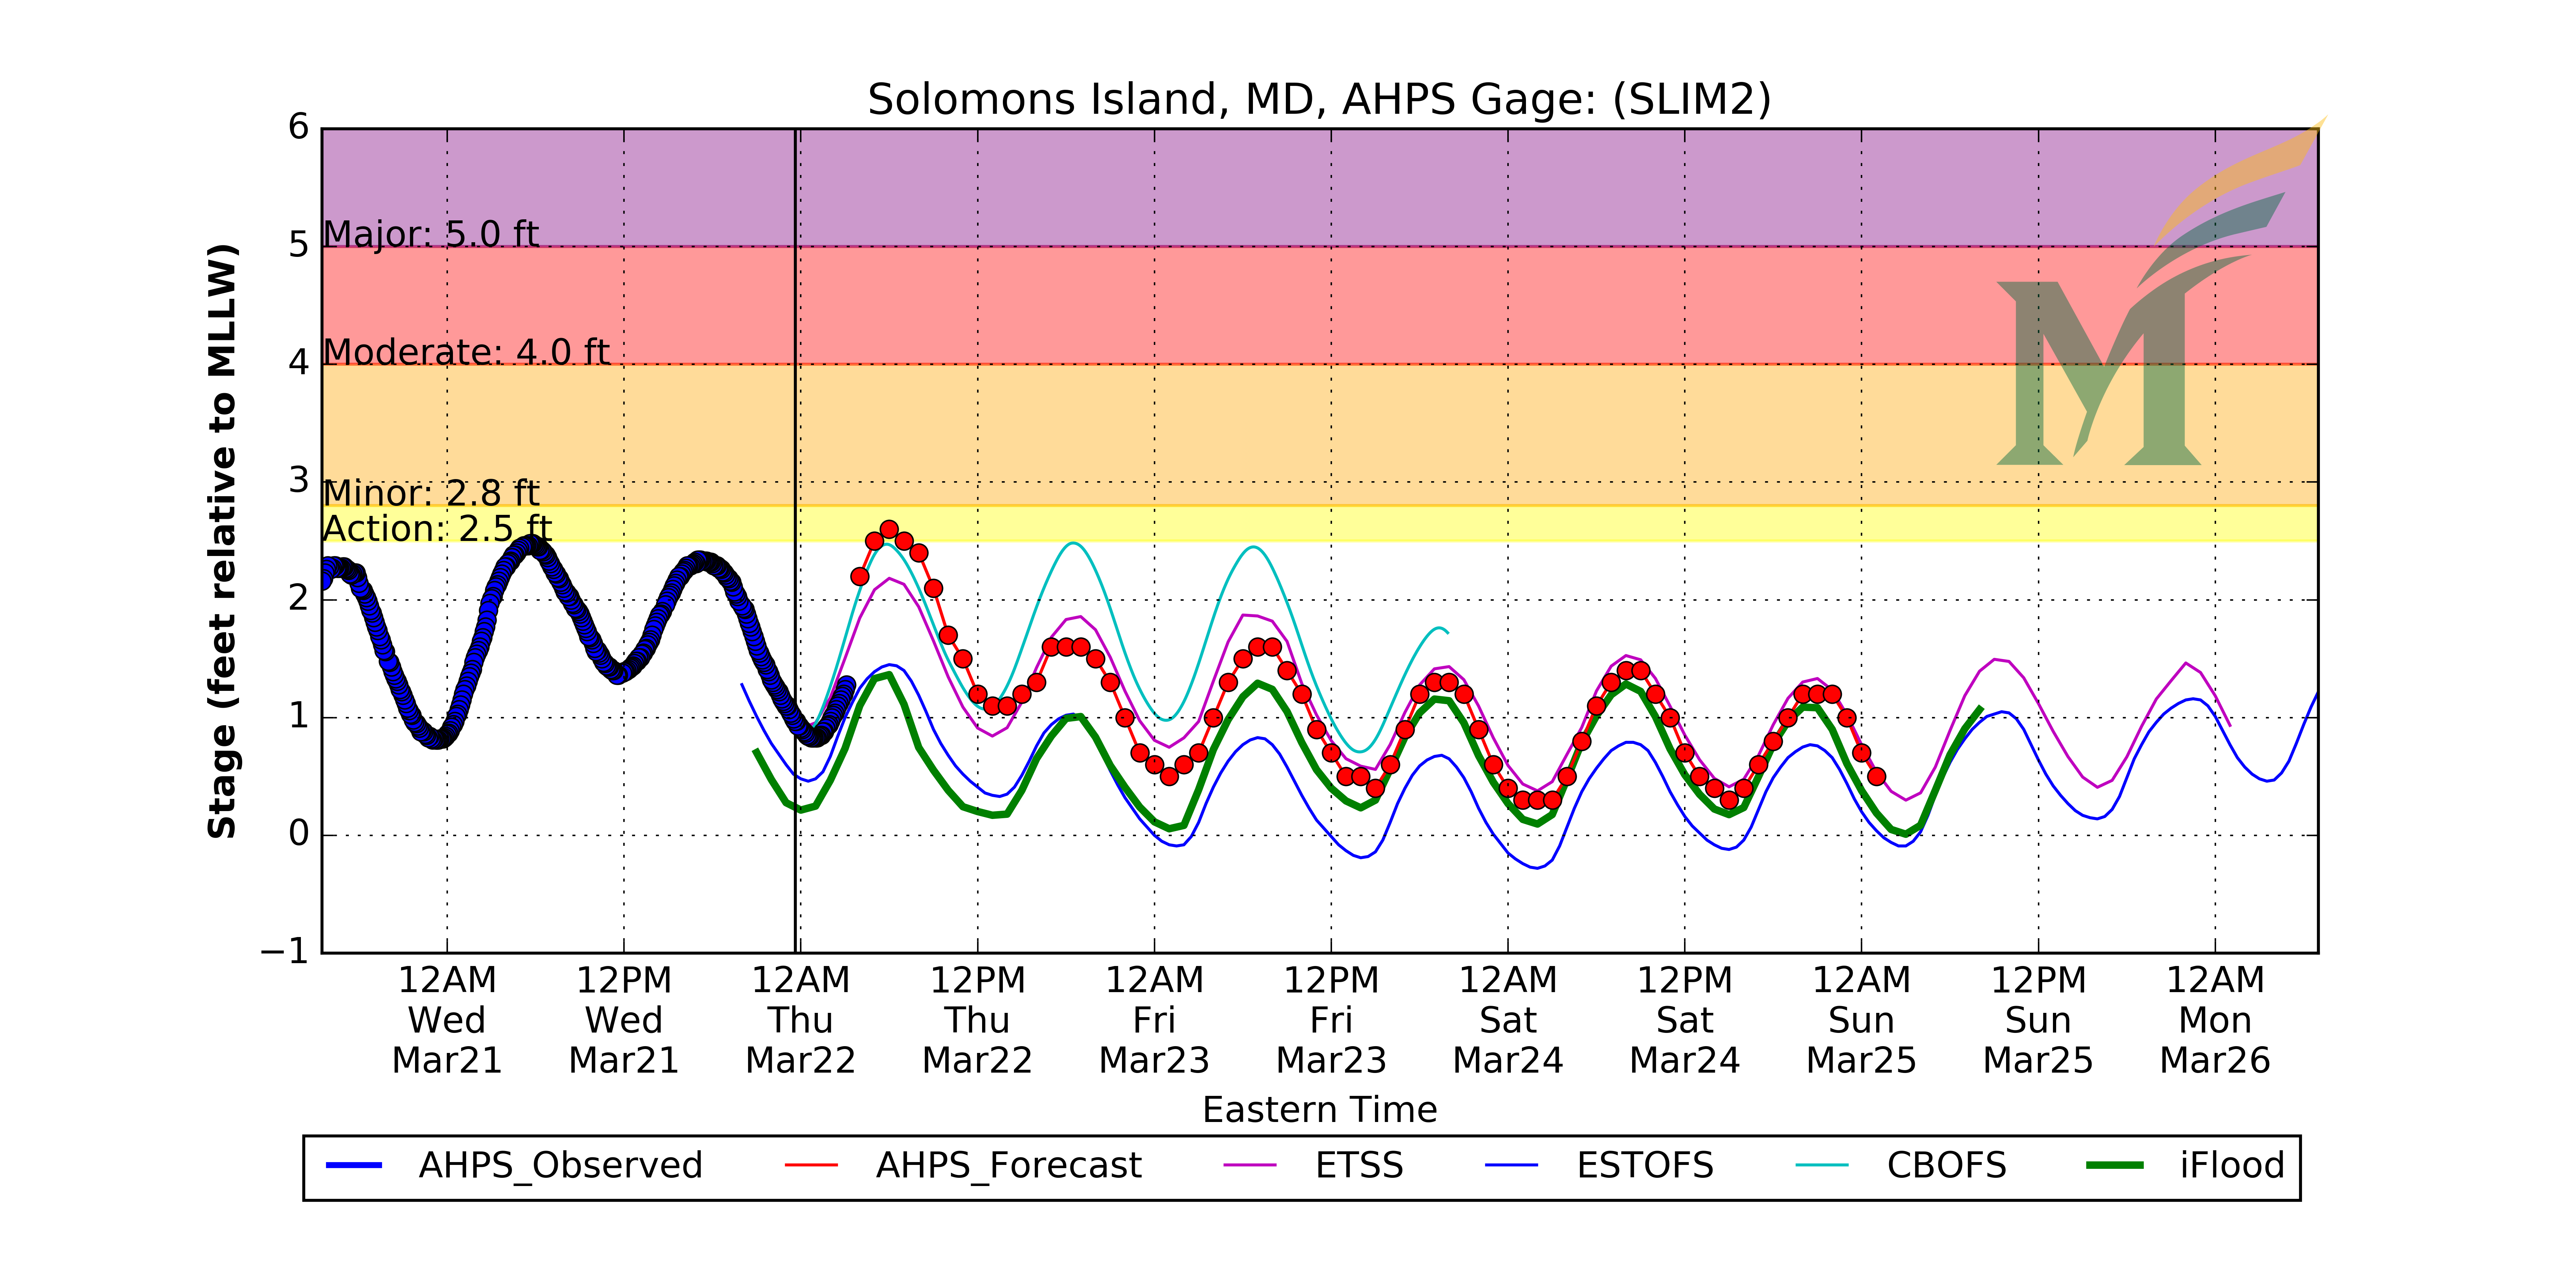 Solomons Island, MD, AHPS Gage: (SLIM2)
Stage (feet relative to MLLW)
6
5
4
3
2
1
0
−1
Major: 5.0 ft
Moderate: 4.0 ft
Minor: 2.8 ft
Action: 2.5 ft
M
12AM 12PM 12AM 12PM 12AM 12PM 12AM 12PM 12AM 12PM 12AM
Wed Wed Thu Thu Fri Fri Sat Sat Sun Sun Mon
Mar21 Mar21 Mar22 Mar22 Mar23 Mar23 Mar24 Mar24 Mar25 Mar25 Mar26
Eastern Time
AHPS_Observed AHPS_Forecast ETSS ESTOFS CBOFS iFlood